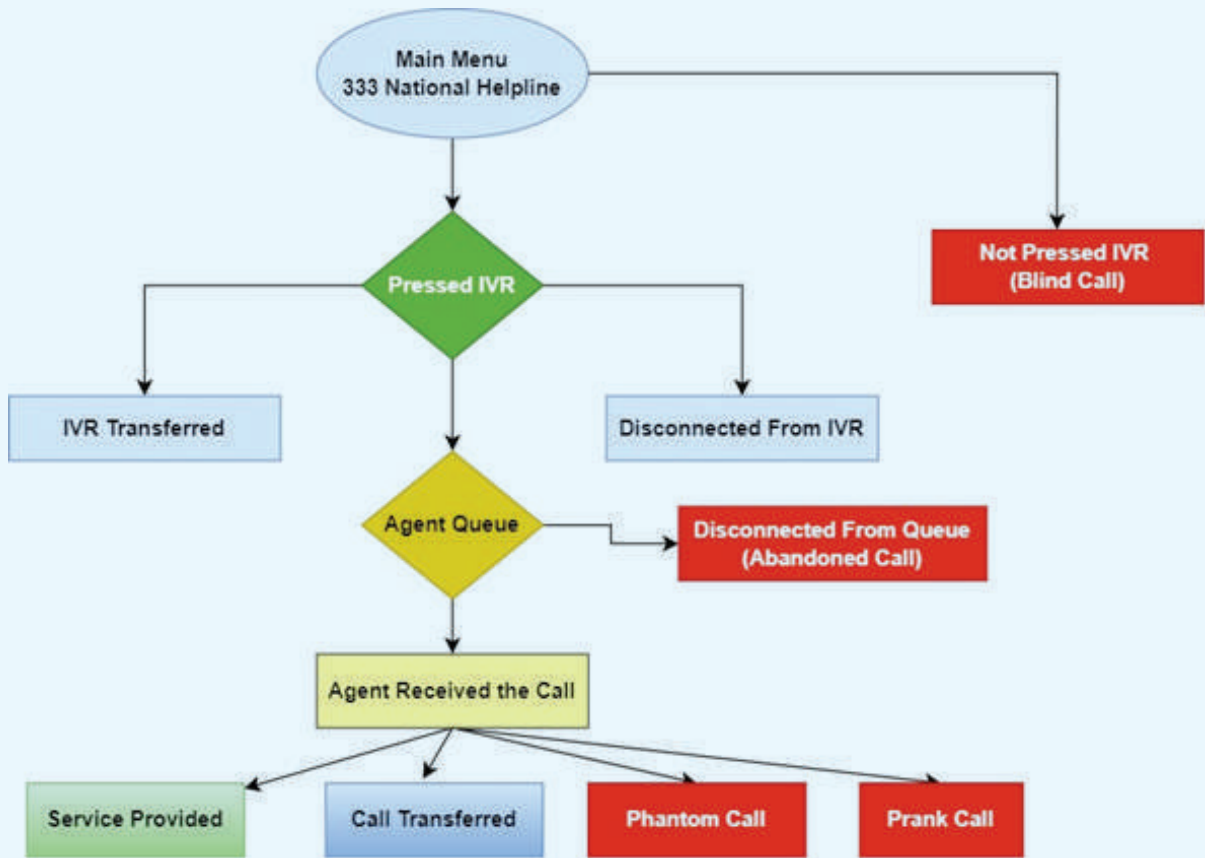 Main Menu
333 National Helpline
Pressed IVR
Not Pressed IVR
(Blind Call)
IVR Transferred
Disconnected From IVR
Agent Queue
Disconnected From Queue
(Abandoned Call)
Agent Received the Call
Service Provided
Call Transferred
Phantom Call
Prank Call